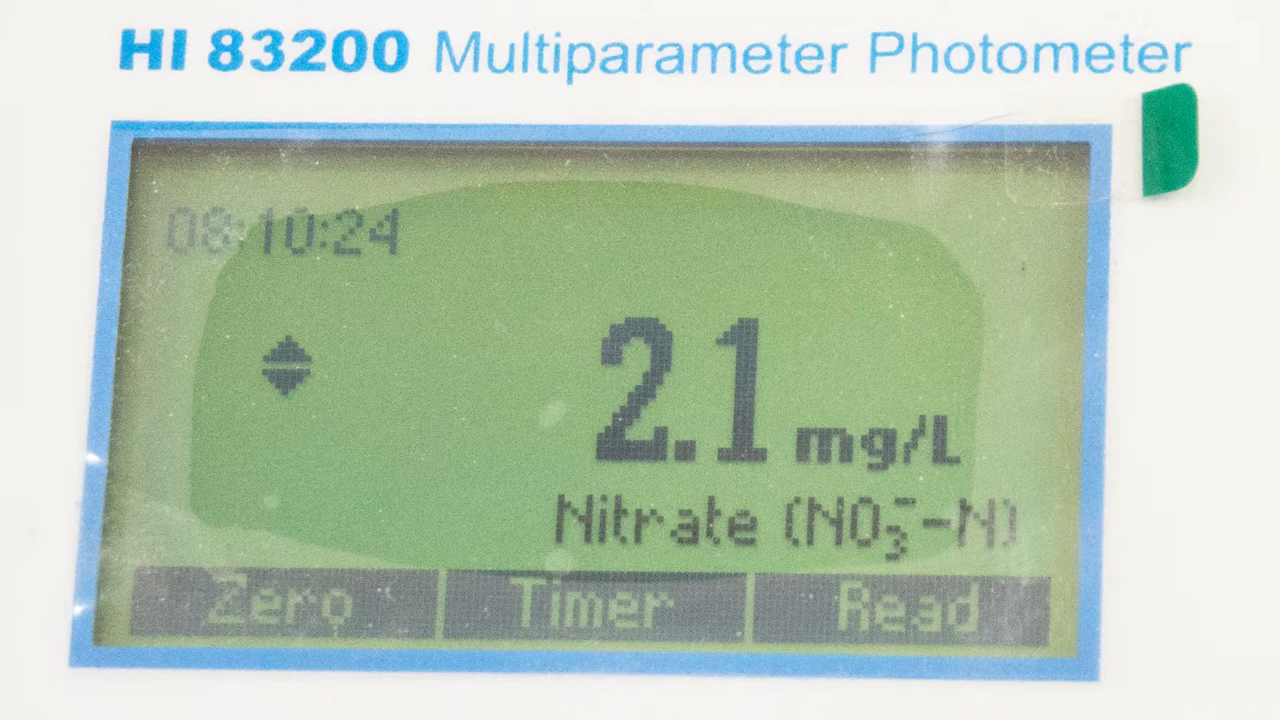 HI 83200 Multiparameter Photometer
08:10:24
2.1 mg/L
Nitrate (NO₃⁻-N)
Zero Timer Read